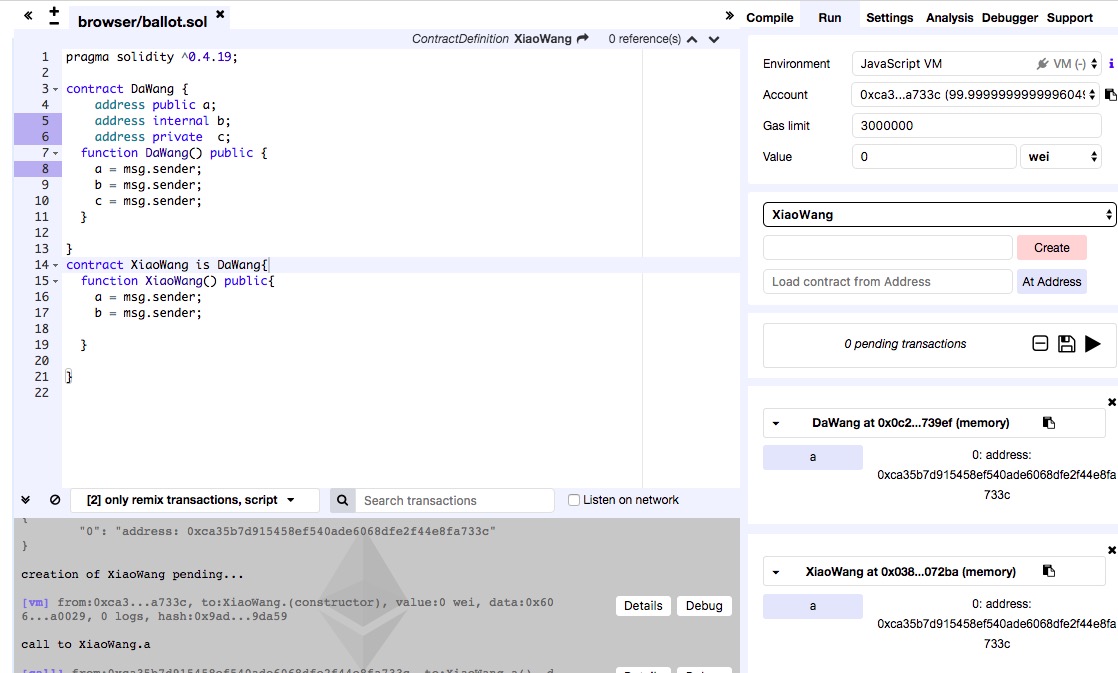 browser/ballot.sol
ContractDefinition XiaoWang 0 reference(s)
1 pragma solidity ^0.4.19;
2
3 contract DaWang {
4 address public a;
5 address internal b;
6 address private  c;
7 function DaWang() public {
8 a = msg.sender;
9 b = msg.sender;
10 c = msg.sender;
11 }
12
13 }
14 contract XiaoWang is DaWang{
15 function XiaoWang() public{
16 a = msg.sender;
17 b = msg.sender;
18
19 }
20
21 }
22
[2] only remix transactions, script Search transactions Listen on network
{
"0": "address: 0xca35b7d915458ef540ade6068dfe2f44e8fa733c"
}
creation of XiaoWang pending...
[vm] from:0xca3...a733c, to:XiaoWang.(constructor), value:0 wei, data:0x60
6...a0029, 0 logs, hash:0x9ad...9da59
Details Debug
call to XiaoWang.a
Compile Run Settings Analysis Debugger Support
Environment JavaScript VM VM (-) i
Account 0xca3...a733c (99.999999999999604
Gas limit 3000000
Value 0 wei
XiaoWang
Create
Load contract from Address At Address
0 pending transactions
DaWang at 0x0c2...739ef (memory)
a 0: address:
0xca35b7d915458ef540ade6068dfe2f44e8fa
733c
XiaoWang at 0x038...072ba (memory)
a 0: address:
0xca35b7d915458ef540ade6068dfe2f44e8fa
733c